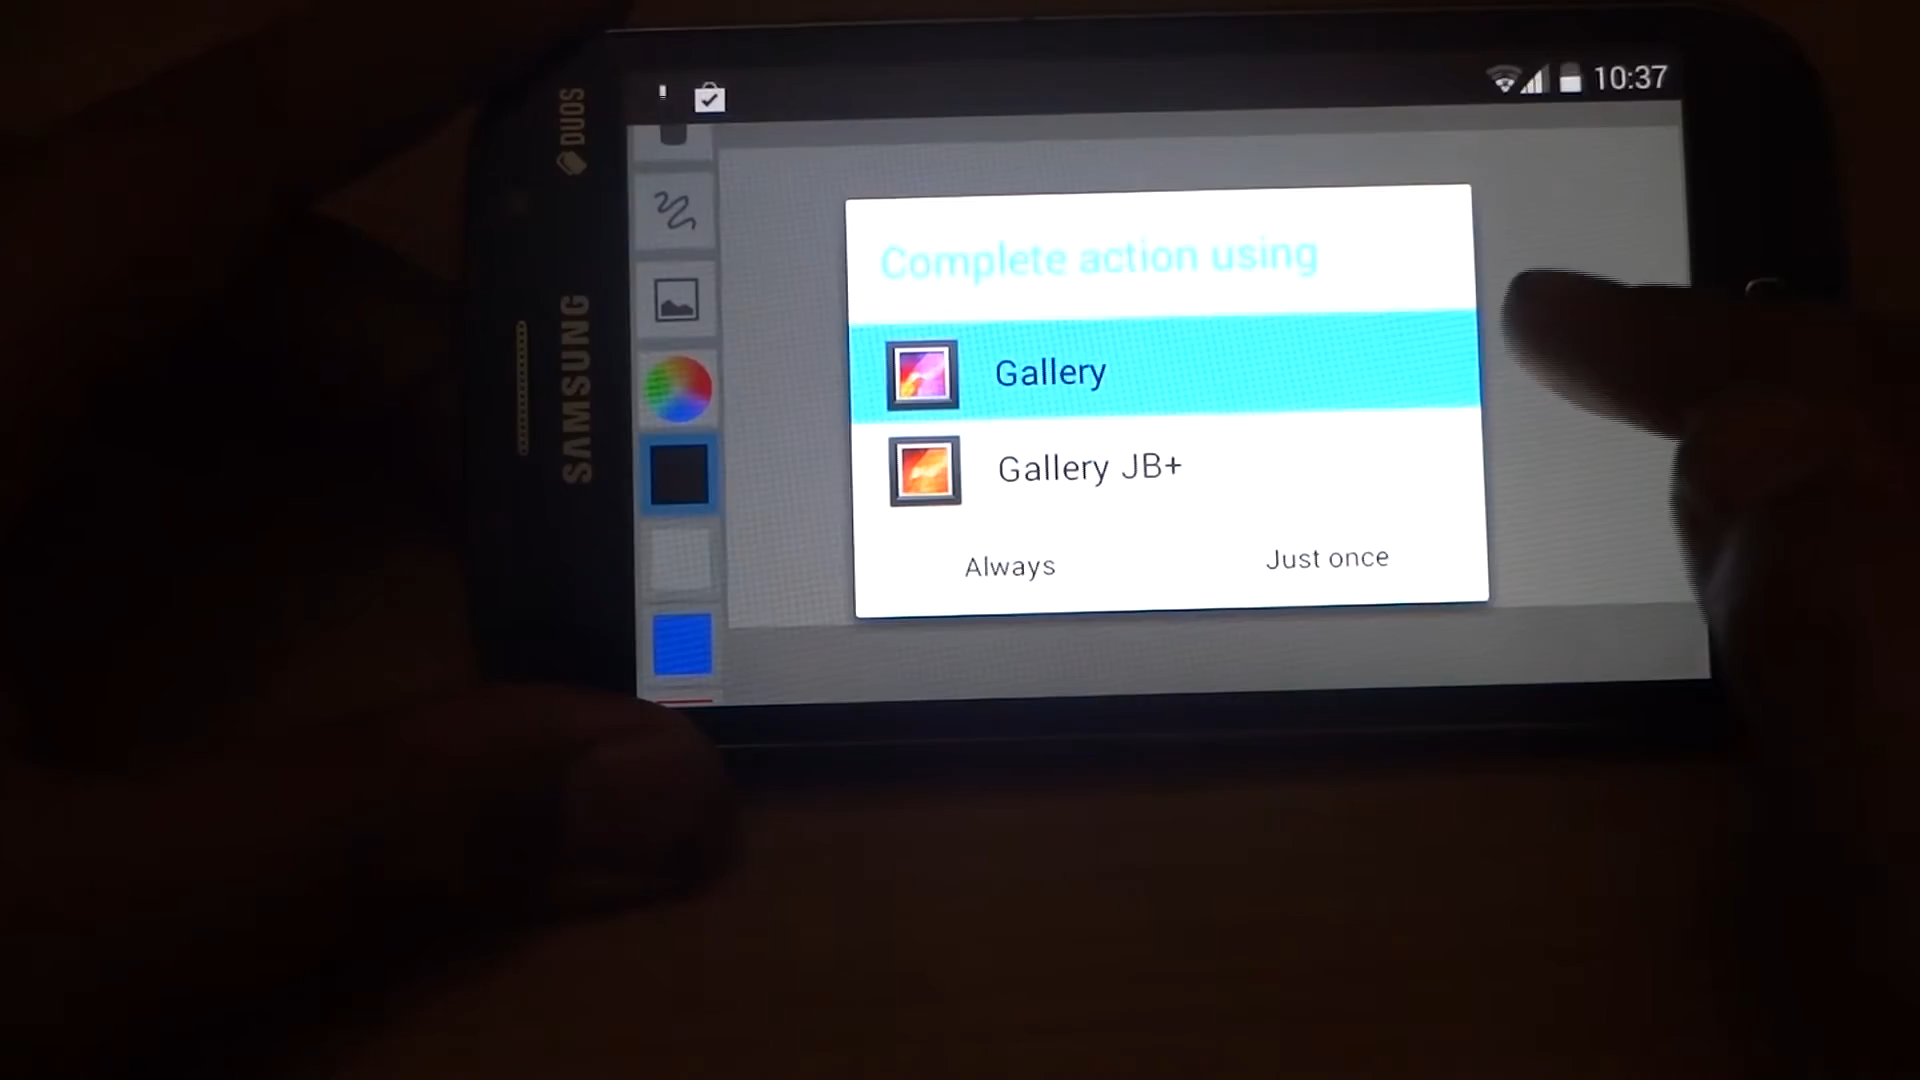 DUOS
SAMSUNG
10:37
Complete action using
Gallery
Gallery JB+
Always
Just once